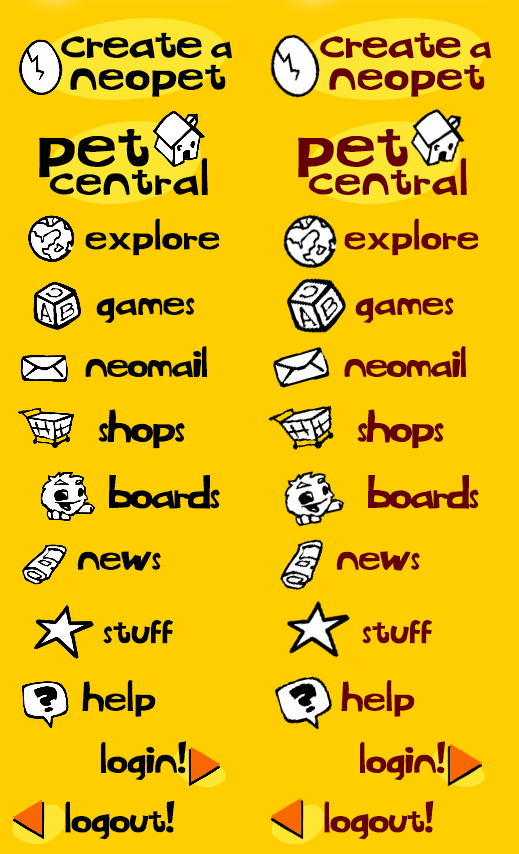 create a
neopet
pet
central
explore
games
neomail
shops
boards
news
stuff
help
login!
logout!
create a
neopet
pet
central
explore
games
neomail
shops
boards
news
stuff
help
login!
logout!